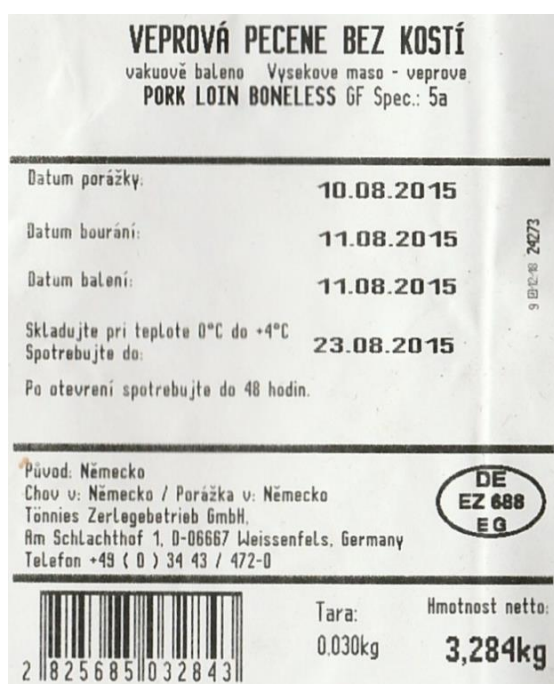 VEPROVÁ PECENE BEZ KOSTÍ
vakuově baleno Vysekove maso - veprove
PORK LOIN BONELESS GF Spec.: 5a
Datum porážky: 10.08.2015
Datum bourání: 11.08.2015
Datum balení: 11.08.2015
Skladujte pri teplote 0°C do +4°C
Spotrebujte do: 23.08.2015
Po otevrení spotrebujte do 48 hodin.
24273
Původ: Německo
Chov v: Německo / Porážka v: Německo
Tönnies Zerlegebetrieb GmbH,
Am Schlachthof 1, D-06667 Weissenfels, Germany
Telefon +49 ( 0 ) 34 43 / 472-0
DE
EZ 688
EG
Tara: Hmotnost netto:
0,030kg 3,284kg
2 825685 032843